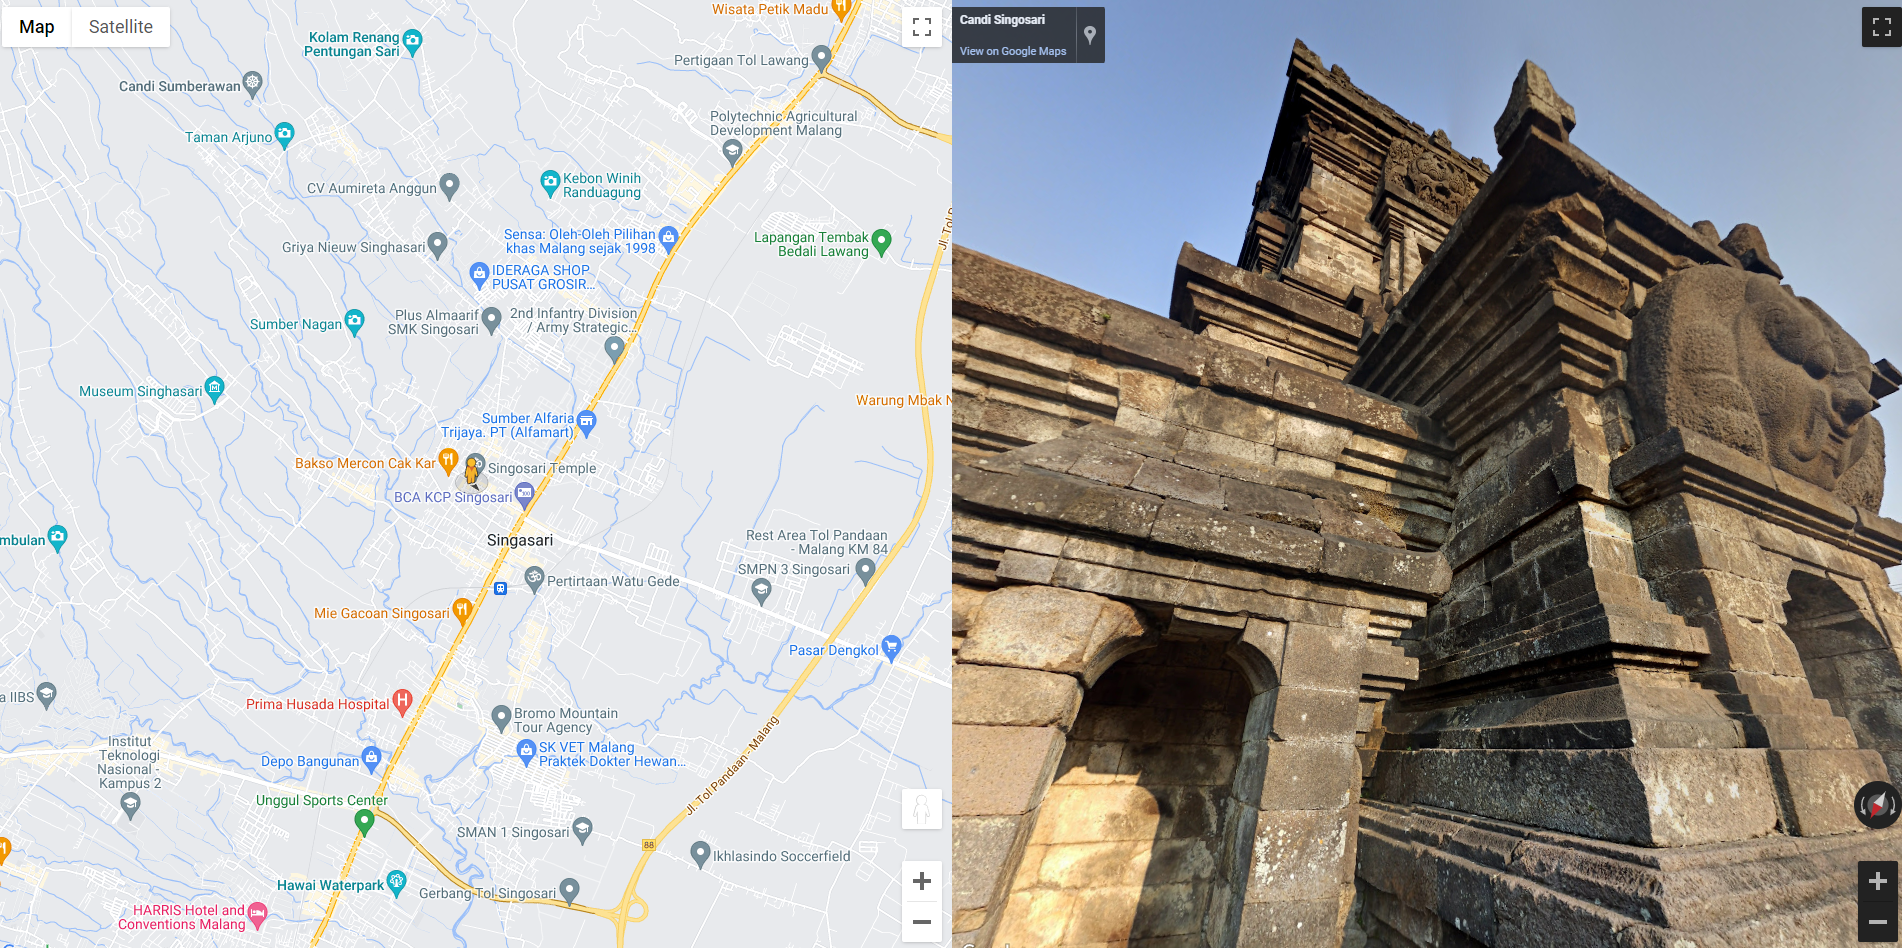 Map
Satellite
Wisata Petik Madu
Kolam Renang
Pentungan Sari
Pertigaan Tol Lawang
Candi Sumberawan
Polytechnic Agricultural
Development Malang
Taman Arjuno
CV Aumireta Anggun
Kebon Winih
Randuagung
Sensa: Oleh-Oleh Pilihan
khas Malang sejak 1998
Lapangan Tembak
Bedali Lawang
Griya Nieuw Singhasari
IDERAGA SHOP
PUSAT GROSIR...
Plus Almaarif
SMK Singosari
2nd Infantry Division
/ Army Strategic...
Sumber Nagan
Museum Singhasari
Warung Mbak N
Sumber Alfaria
Trijaya. PT (Alfamart)
Bakso Mercon Cak Kar
Singosari Temple
BCA KCP Singosari
Singasari
mbulan
Rest Area Tol Pandaan
- Malang KM 84
SMPN 3 Singosari
Pertirtaan Watu Gede
Mie Gacoan Singosari
Pasar Dengkol
a IIBS
Prima Husada Hospital
Bromo Mountain
Tour Agency
SK VET Malang
Praktek Dokter Hewan...
Institut
Teknologi
Nasional -
Kampus 2
Depo Bangunan
Jl. Tol Pandaan - Malang
Unggul Sports Center
SMAN 1 Singosari
88
Ikhlasindo Soccerfield
Hawai Waterpark
Gerbang Tol Singosari
HARRIS Hotel and
Conventions Malang
Candi Singosari
View on Google Maps